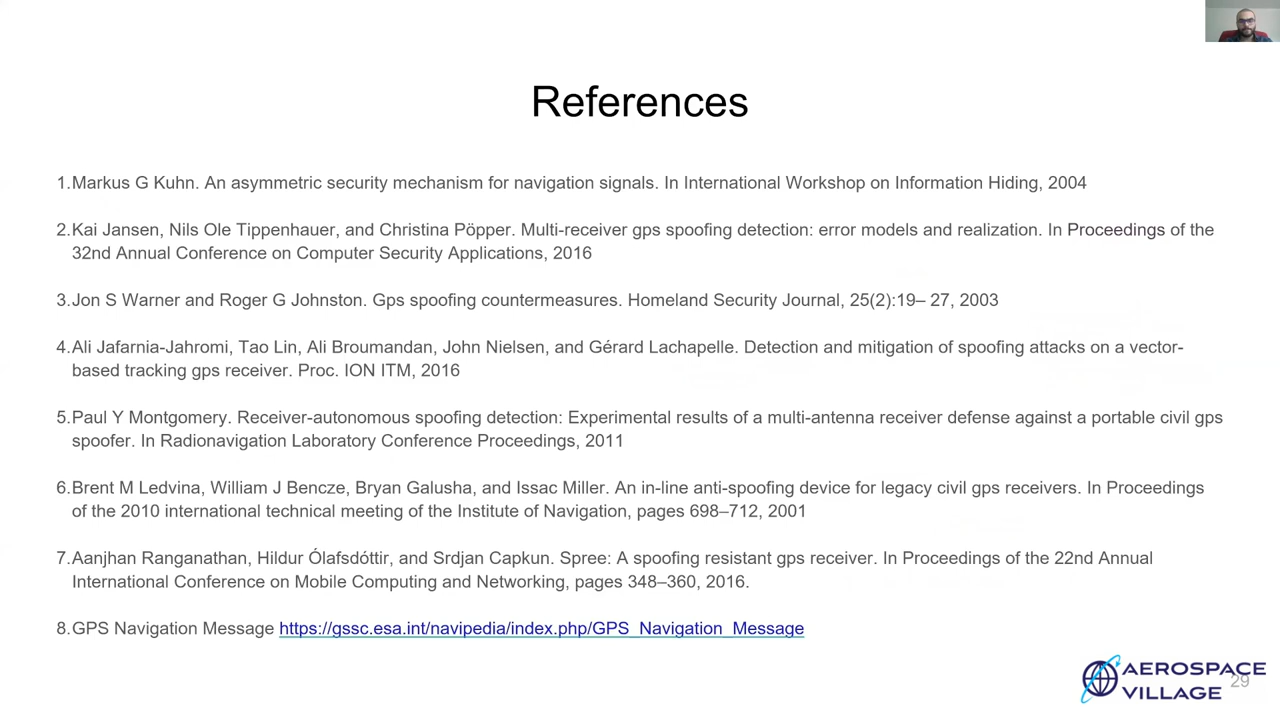 References
1.Markus G Kuhn. An asymmetric security mechanism for navigation signals. In International Workshop on Information Hiding, 2004
2.Kai Jansen, Nils Ole Tippenhauer, and Christina Pöpper. Multi-receiver gps spoofing detection: error models and realization. In Proceedings of the
32nd Annual Conference on Computer Security Applications, 2016
3.Jon S Warner and Roger G Johnston. Gps spoofing countermeasures. Homeland Security Journal, 25(2):19– 27, 2003
4.Ali Jafarnia-Jahromi, Tao Lin, Ali Broumandan, John Nielsen, and Gérard Lachapelle. Detection and mitigation of spoofing attacks on a vector-
based tracking gps receiver. Proc. ION ITM, 2016
5.Paul Y Montgomery. Receiver-autonomous spoofing detection: Experimental results of a multi-antenna receiver defense against a portable civil gps
spoofer. In Radionavigation Laboratory Conference Proceedings, 2011
6.Brent M Ledvina, William J Bencze, Bryan Galusha, and Issac Miller. An in-line anti-spoofing device for legacy civil gps receivers. In Proceedings
of the 2010 international technical meeting of the Institute of Navigation, pages 698–712, 2001
7.Aanjhan Ranganathan, Hildur Ólafsdóttir, and Srdjan Capkun. Spree: A spoofing resistant gps receiver. In Proceedings of the 22nd Annual
International Conference on Mobile Computing and Networking, pages 348–360, 2016.
8.GPS Navigation Message https://gssc.esa.int/navipedia/index.php/GPS_Navigation_Message
AEROSPACE
VILLAGE
29